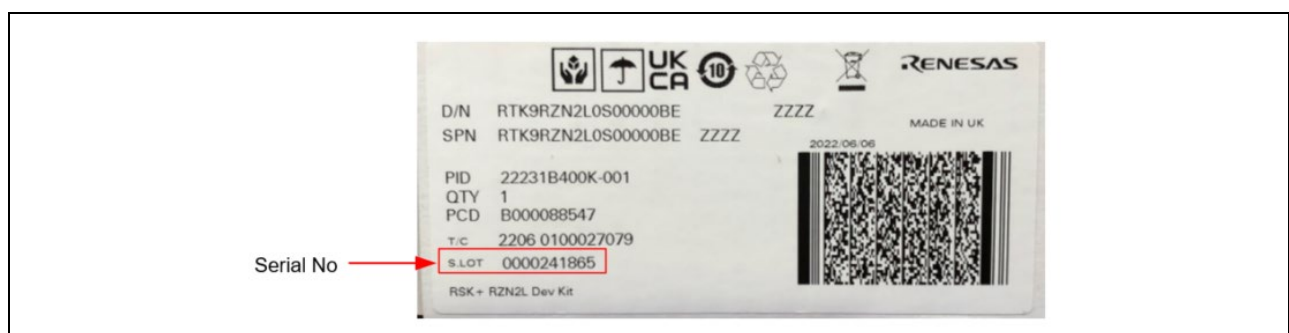 UK
CA
10
RENESAS
D/N RTK9RZN2L0S00000BE ZZZZ
MADE IN UK
SPN RTK9RZN2L0S00000BE ZZZZ
2022/06/06
PID 22231B400K-001
QTY 1
PCD B000088547
T/C 2206 0100027079
Serial No
S.LOT 0000241865
RSK+ RZN2L Dev Kit